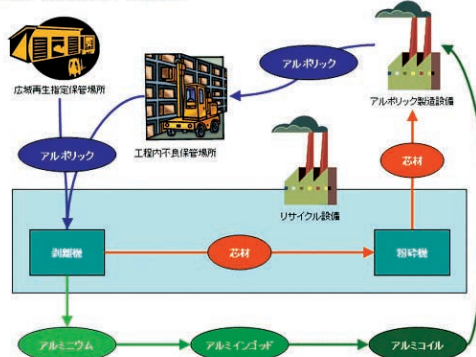 広域再生指定保管場所
アルポリック
アルポリック製造設備
アルポリック
工程内不良保管場所
芯材
リサイクル設備
剥離機
芯材
粉砕機
アルミニウム
アルミインゴット
アルミコイル